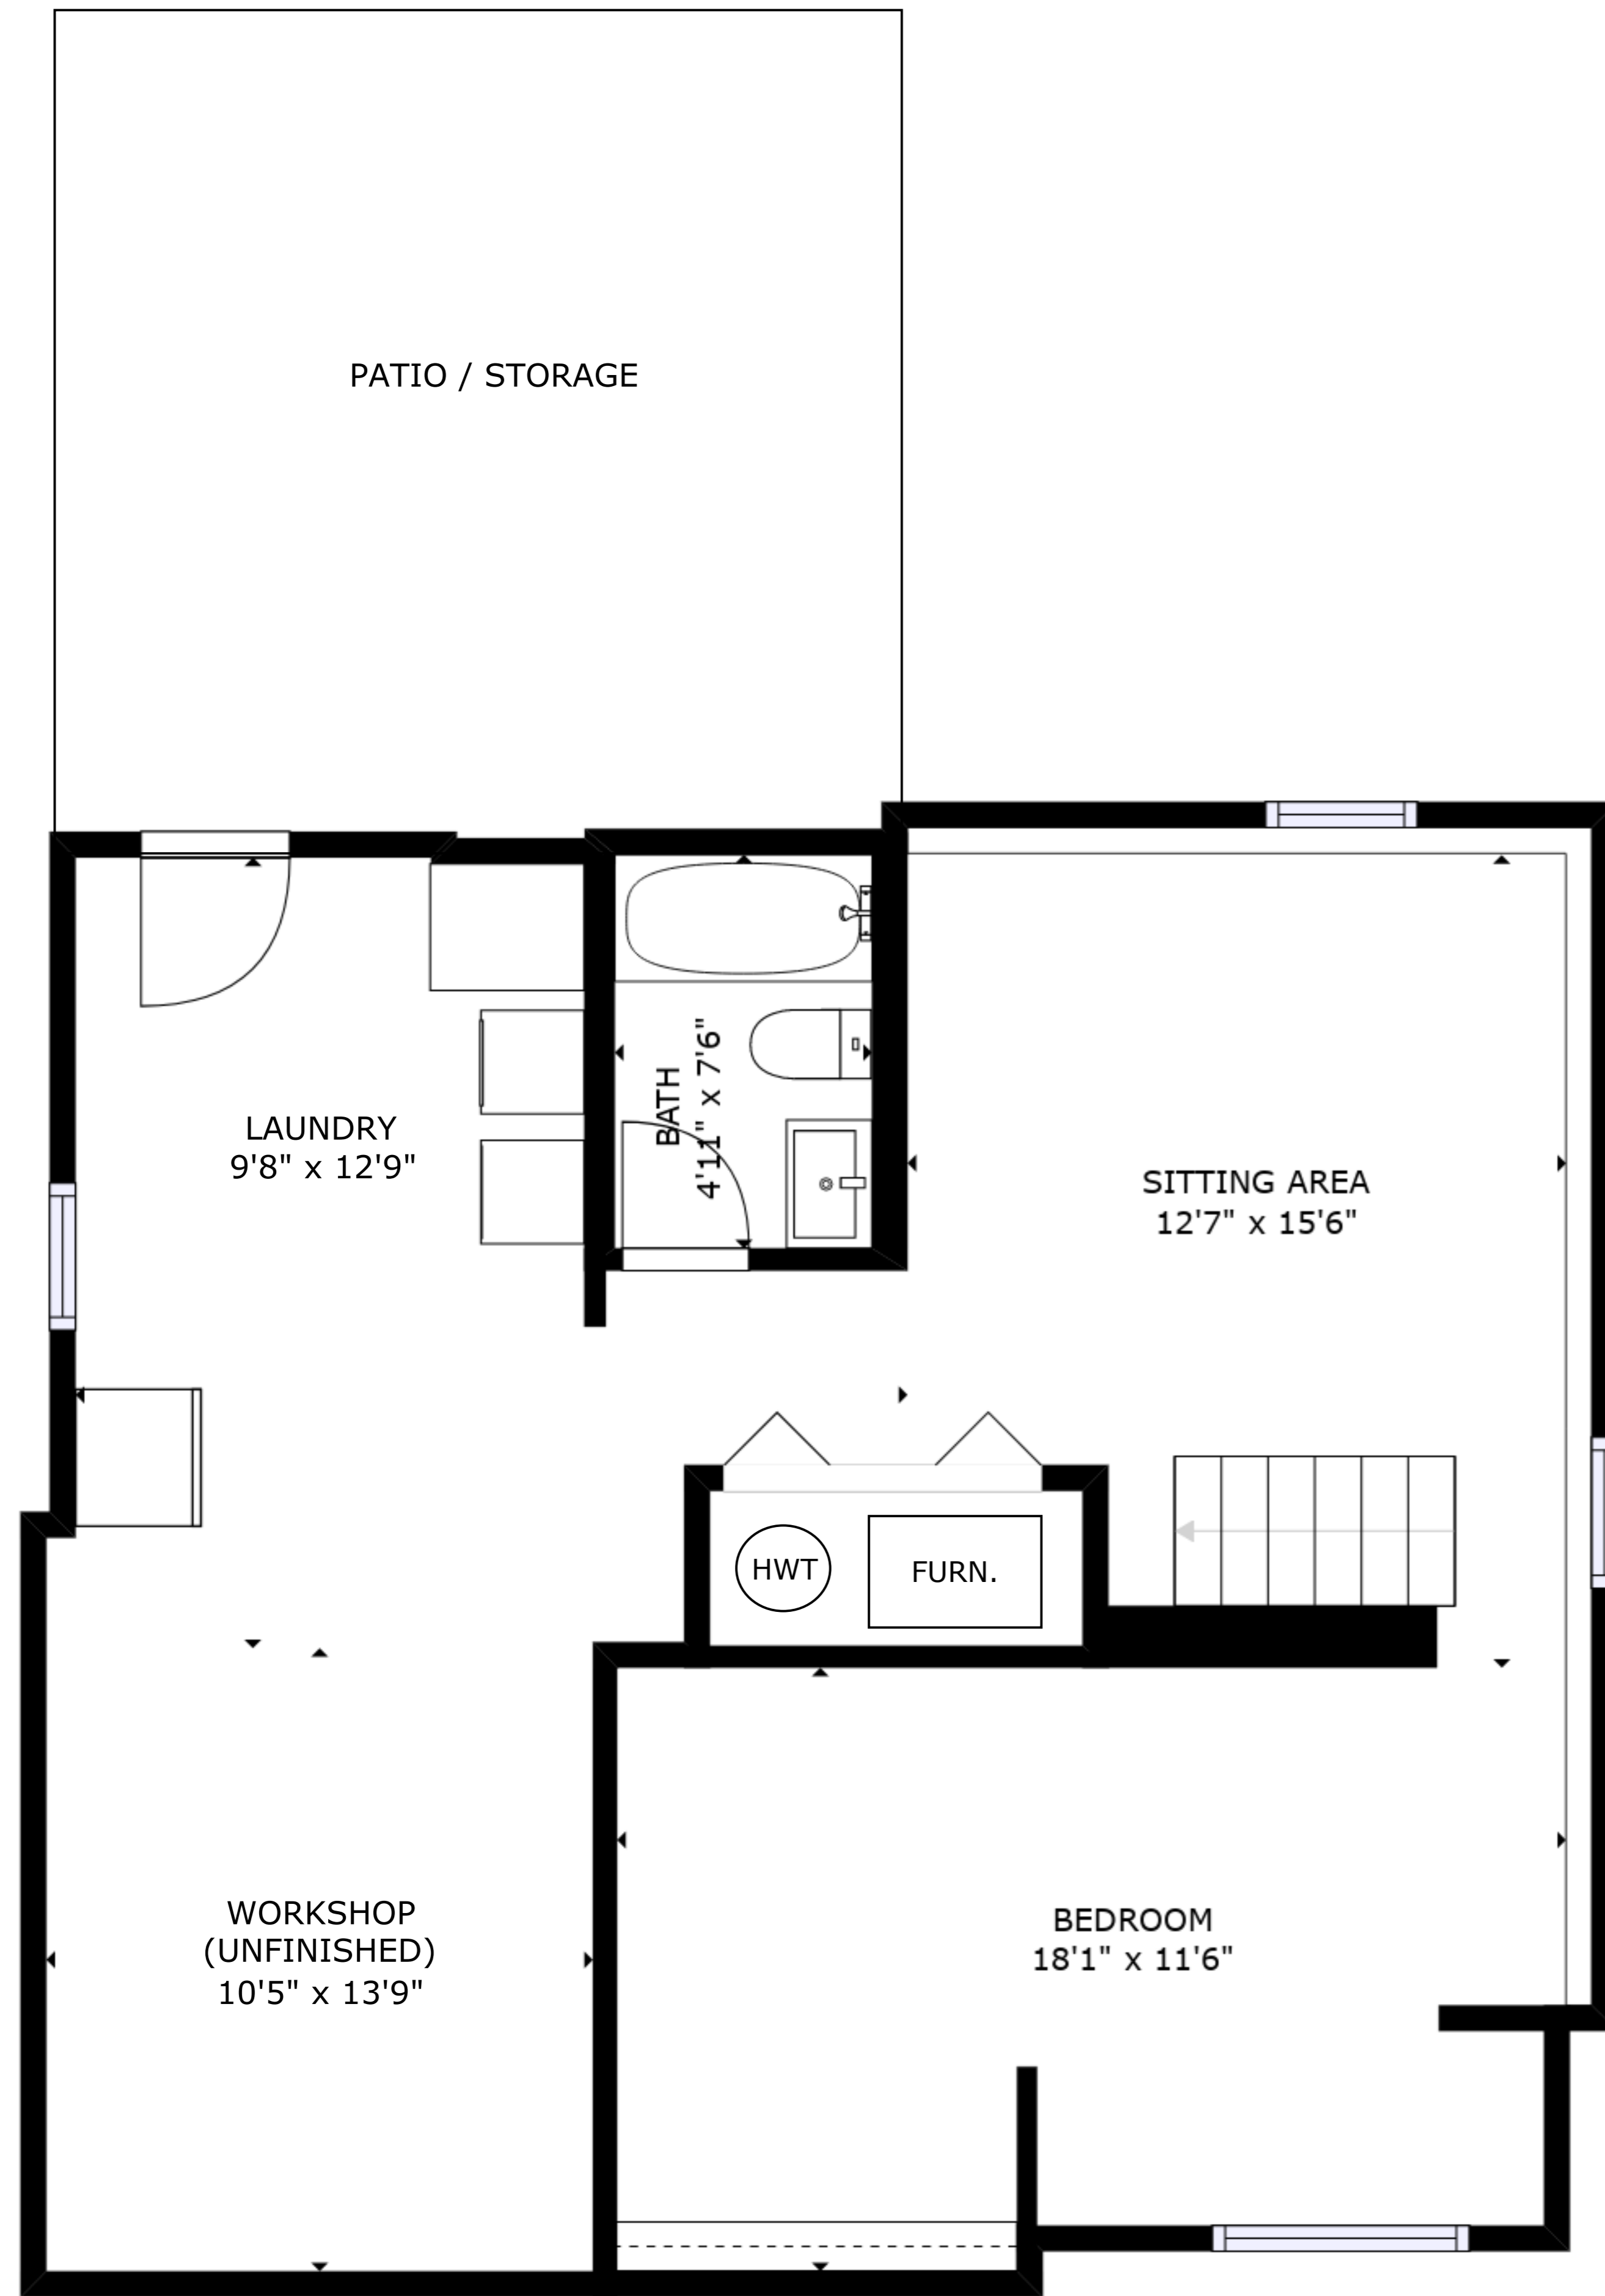 PATIO / STORAGE
LAUNDRY
9'8" x 12'9"
BATH
4'11" x 7'6"
SITTING AREA
12'7" x 15'6"
HWT
FURN.
WORKSHOP
(UNFINISHED)
10'5" x 13'9"
BEDROOM
18'1" x 11'6"